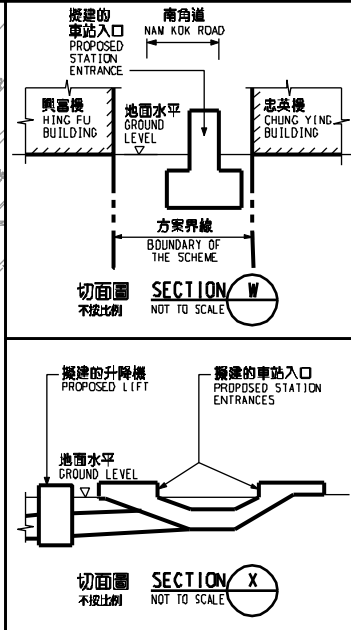 擬建的
車站入口
PROPOSED
STATION
ENTRANCE
南角道
NAM KOK ROAD
興富樓
HING FU
BUILDING
地面水平
GROUND
LEVEL
忠英樓
CHUNG YING
BUILDING
方案界線
BOUNDARY OF
THE SCHEME
切面圖
不按比例
SECTION W
NOT TO SCALE
擬建的升降機
PROPOSED LIFT
擬建的車站入口
PROPOSED STATION
ENTRANCES
地面水平
GROUND LEVEL
切面圖
不按比例
SECTION X
NOT TO SCALE